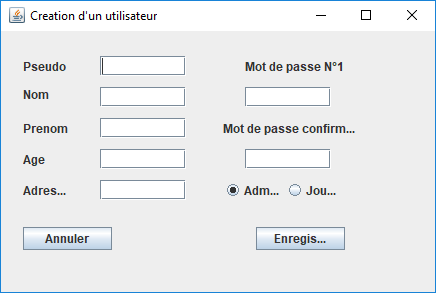 Creation d'un utilisateur
Pseudo
Mot de passe N°1
Nom
Prenom
Mot de passe confirm...
Age
Adres...
Adm...
Jou...
Annuler
Enregis...